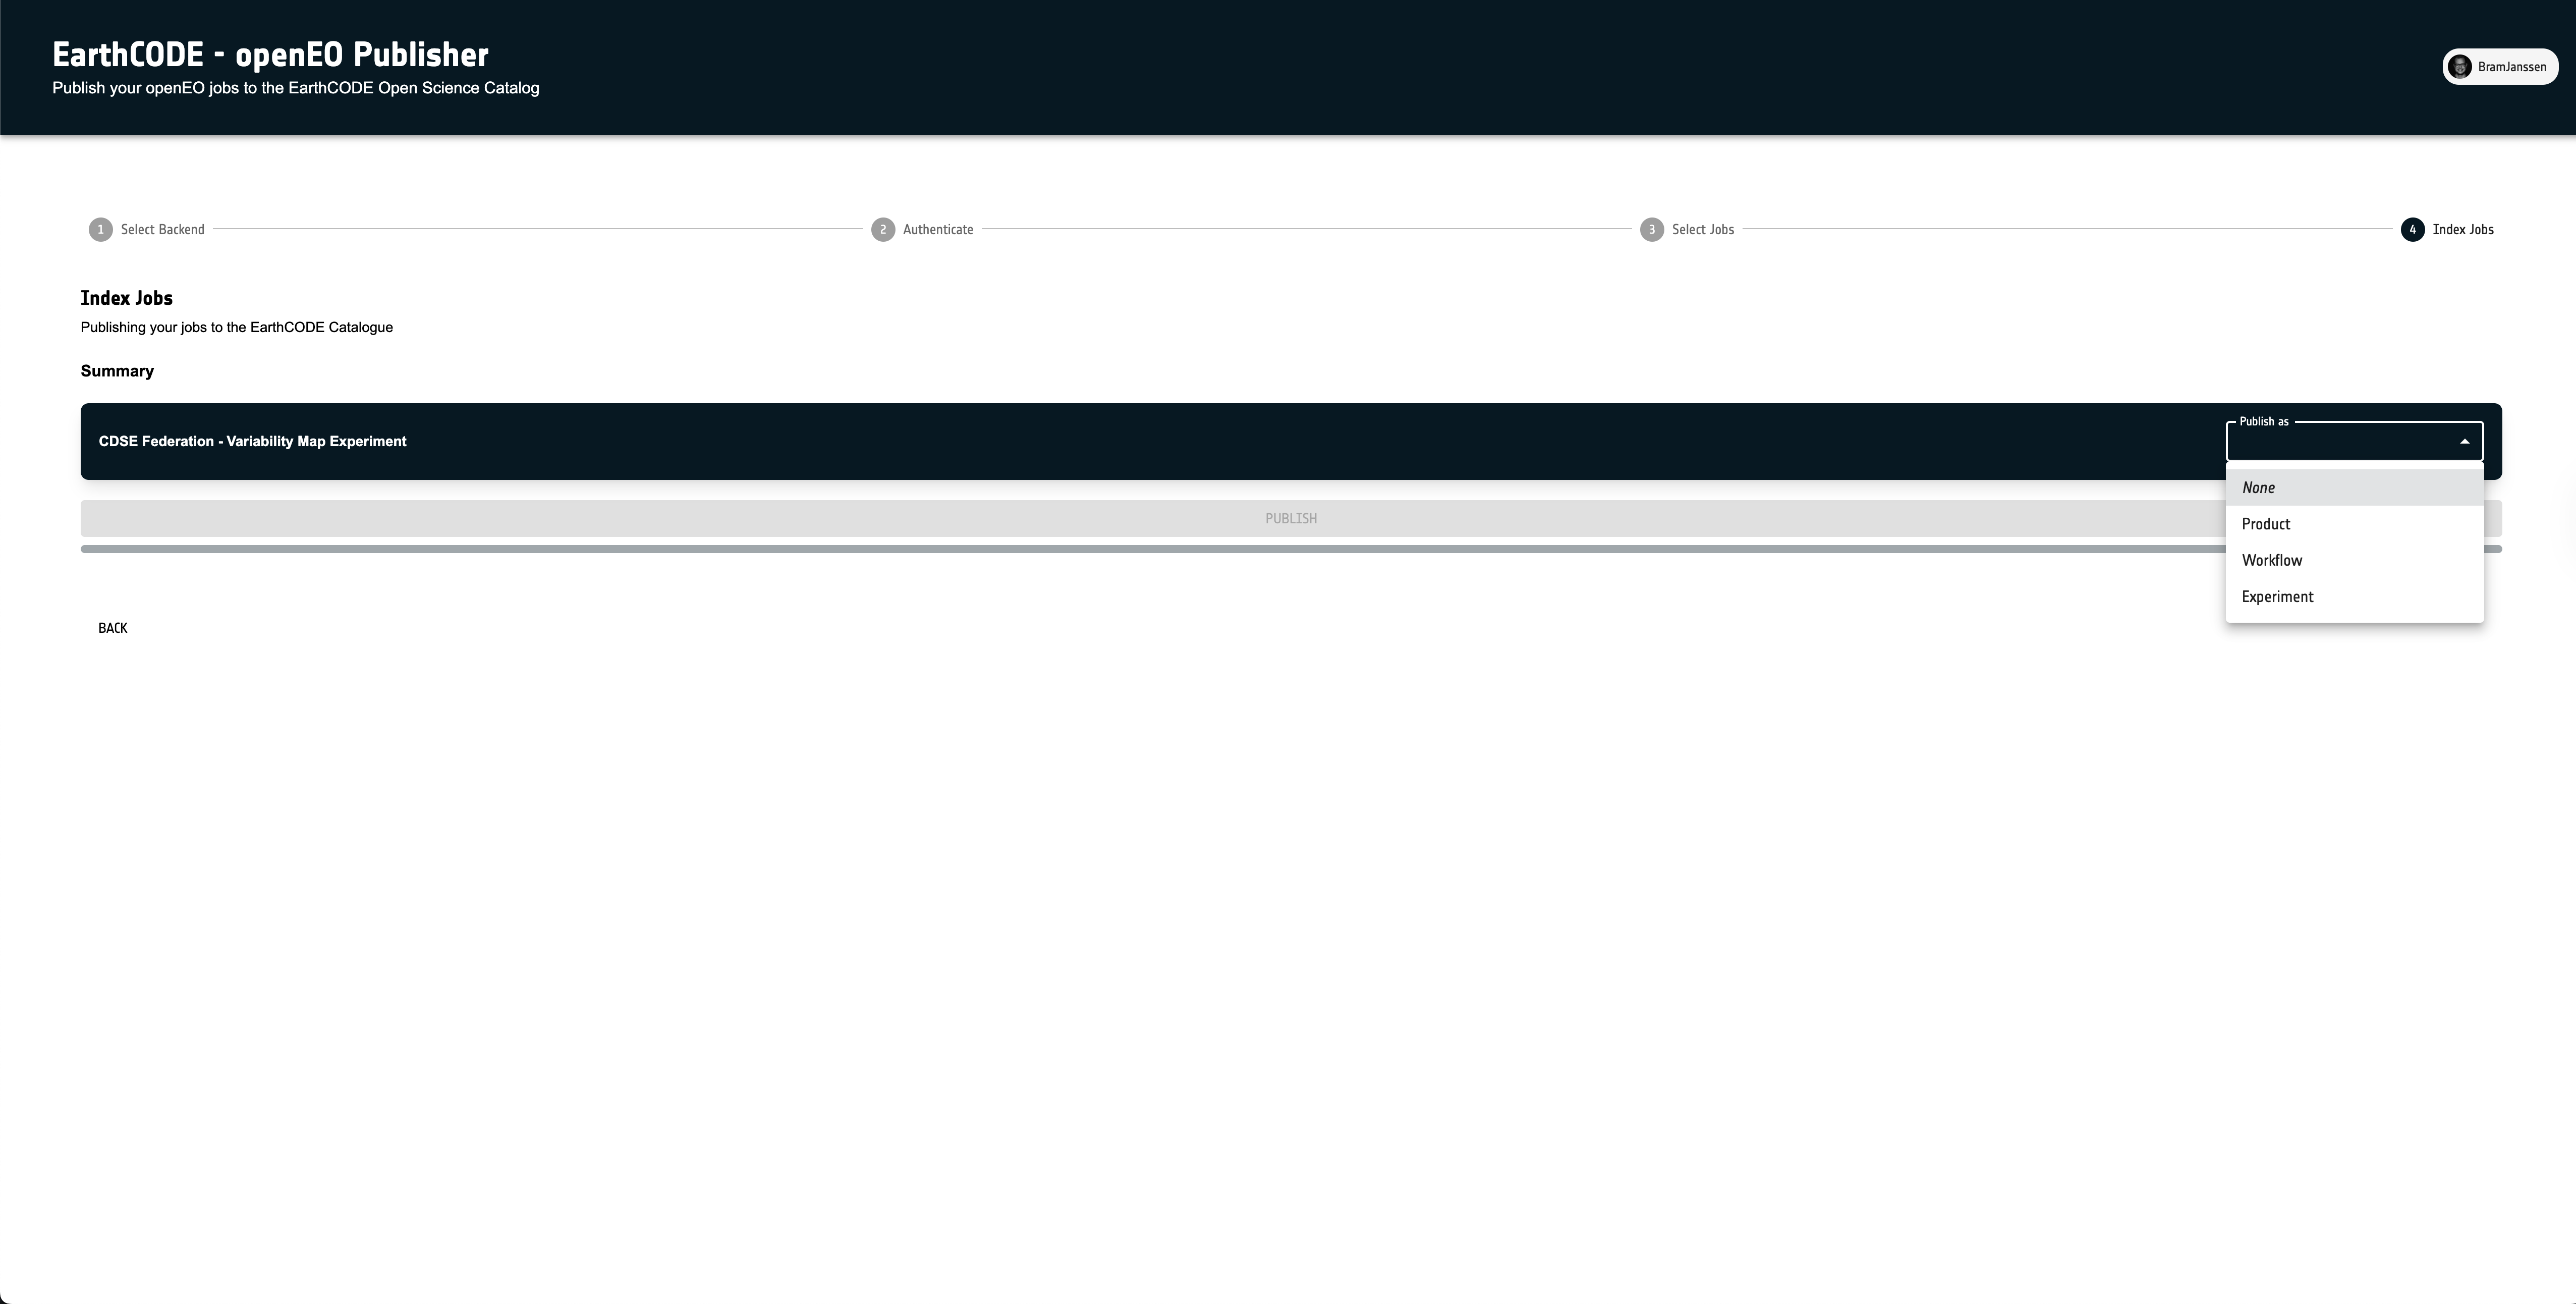 EarthCODE - openEO Publisher
Publish your openEO jobs to the EarthCODE Open Science Catalog
BramJanssen
1 Select Backend
2 Authenticate
3 Select Jobs
4 Index Jobs
Index Jobs
Publishing your jobs to the EarthCODE Catalogue
Summary
CDSE Federation - Variability Map Experiment
Publish as
None
Product
Workflow
Experiment
PUBLISH
BACK